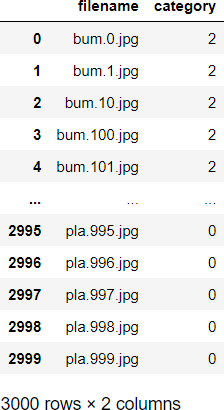 filename category
0 bum.0.jpg 2
1 bum.1.jpg 2
2 bum.10.jpg 2
3 bum.100.jpg 2
4 bum.101.jpg 2
... ... ...
2995 pla.995.jpg 0
2996 pla.996.jpg 0
2997 pla.997.jpg 0
2998 pla.998.jpg 0
2999 pla.999.jpg 0
3000 rows × 2 columns